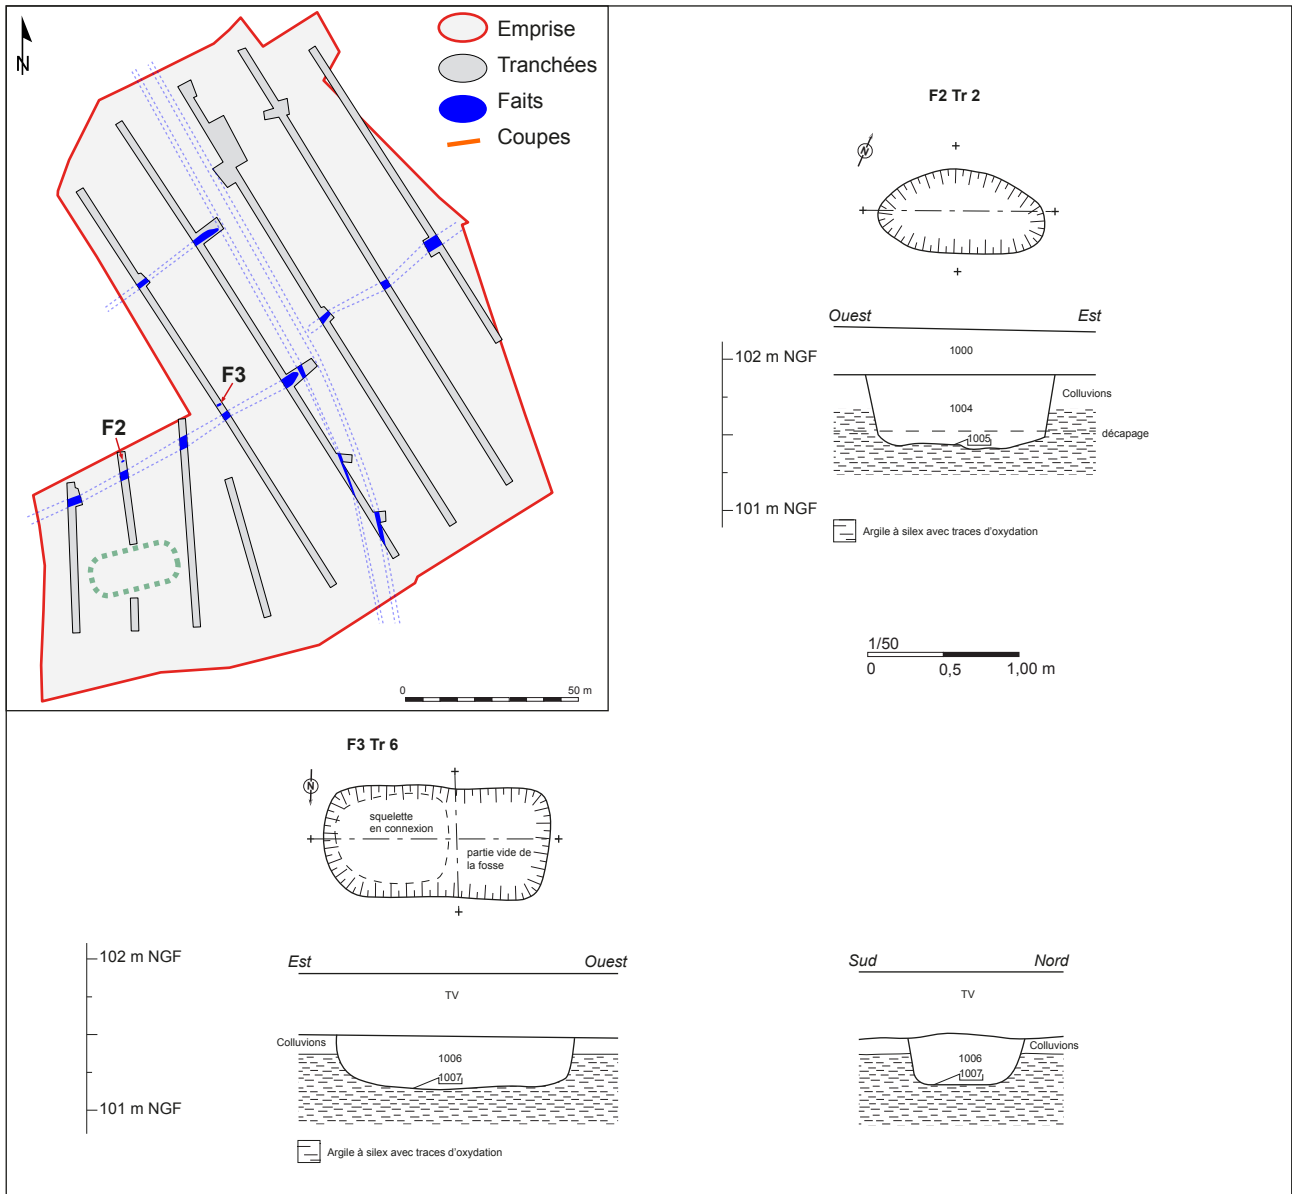 N
Emprise
Tranchées
Faits
Coupes
F3
F2
0 50 m
F2 Tr 2
N
Ouest Est
102 m NGF
1000
Colluvions
1004
décapage
1005
101 m NGF
Argile à silex avec traces d'oxydation
1/50
0 0,5 1,00 m
F3 Tr 6
N
squelette
en connexion
partie vide de
la fosse
102 m NGF
Est Ouest
TV
Colluvions
1006
1007
101 m NGF
Argile à silex avec traces d'oxydation
Sud Nord
TV
Colluvions
1006
1007